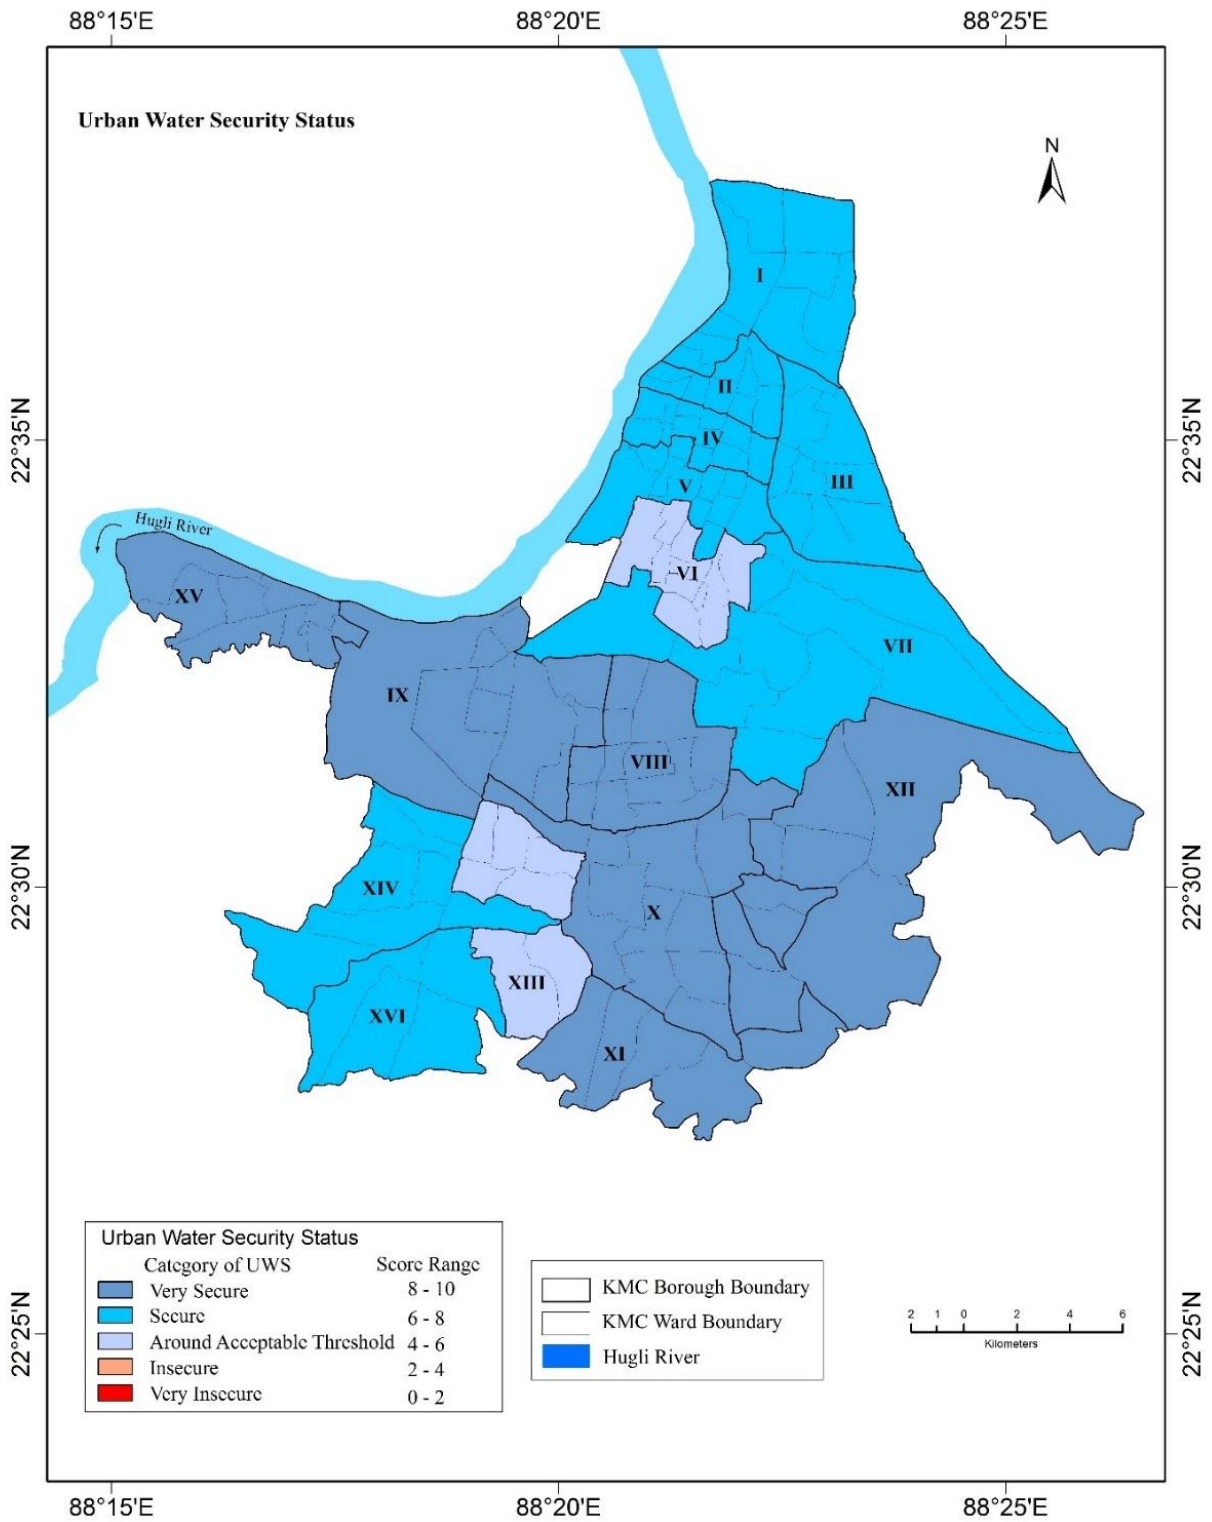 88°15'E 88°20'E 88°25'E
Urban Water Security Status
N
I
II
22°35'N 22°35'N
IV
III
V
Hugli River
VI
XV
VII
IX
VIII
XII
22°30'N 22°30'N
XIV
X
XIII
XVI
XI
Urban Water Security Status
Category of UWS Score Range
Very Secure 8 - 10
Secure 6 - 8
Around Acceptable Threshold 4 - 6
Insecure 2 - 4
Very Insecure 0 - 2
KMC Borough Boundary
KMC Ward Boundary
Hugli River
2 1 0 2 4 6
Kilometers
22°25'N 22°25'N
88°15'E 88°20'E 88°25'E